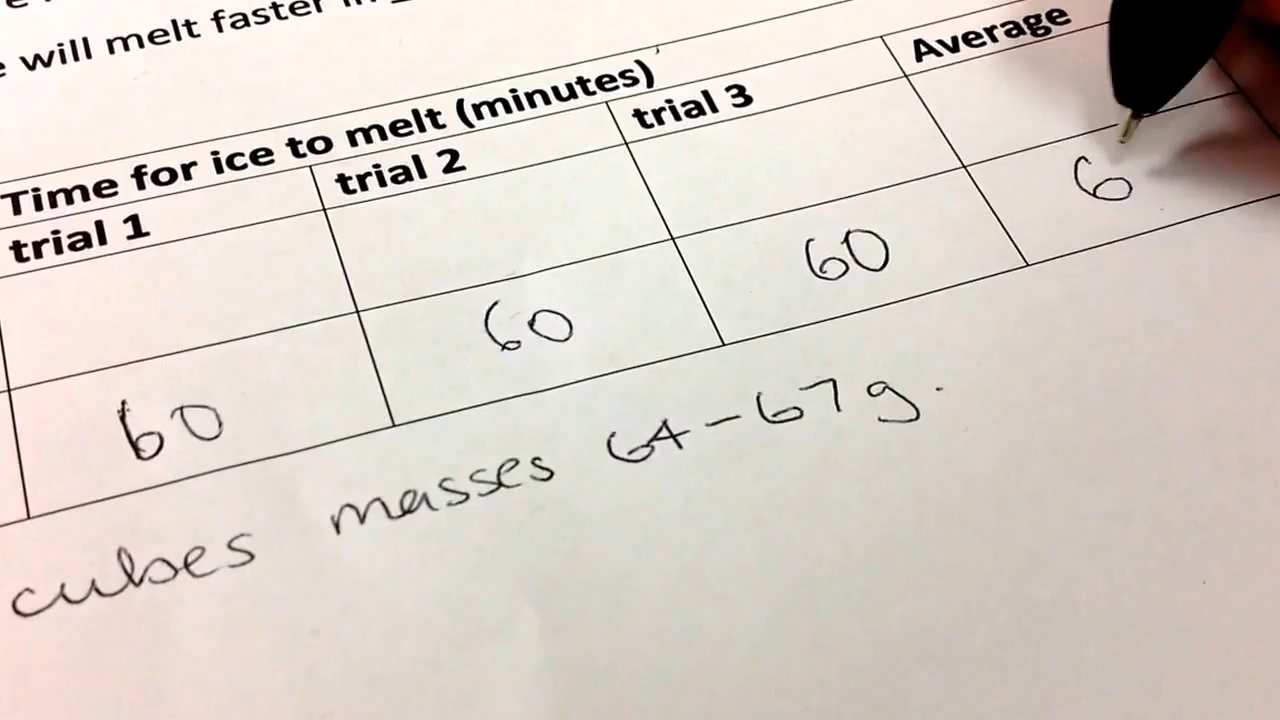 will melt faster in
Time for ice to melt (minutes) Average
trial 1 trial 2 trial 3
60 60 60 6
cubes masses 64-67g.